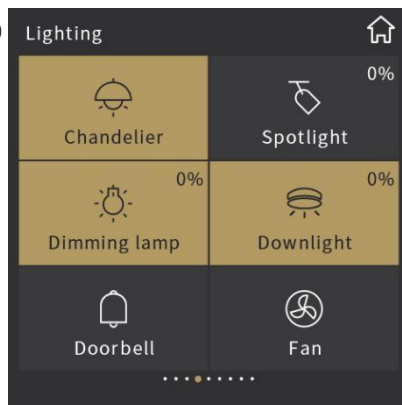 )
Lighting
Chandelier
0%
Spotlight
0%
Dimming lamp
0%
Downlight
Doorbell
Fan